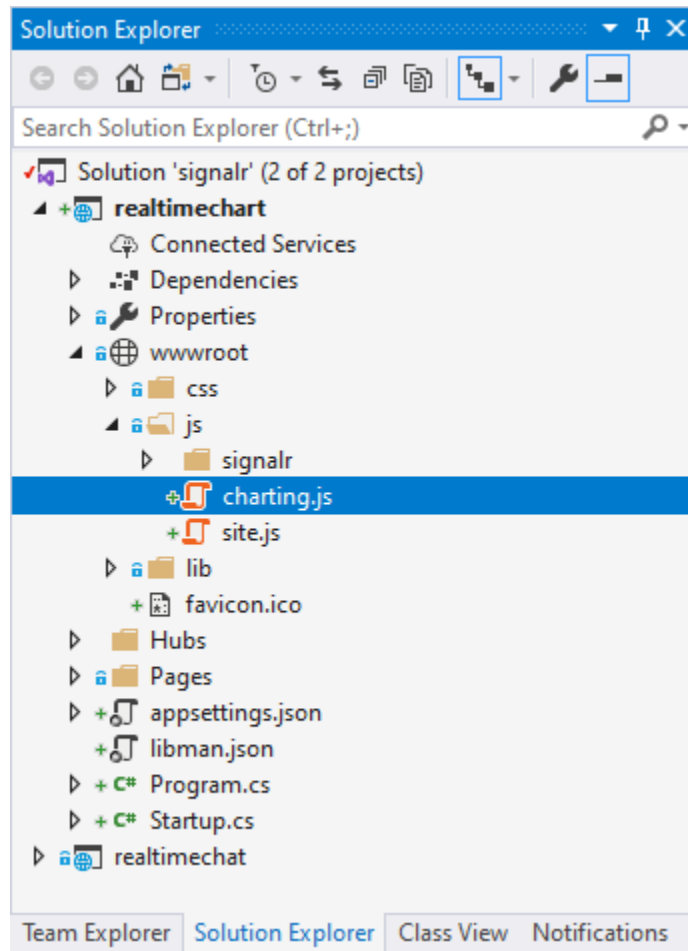 Solution Explorer
Search Solution Explorer (Ctrl+;)
Solution 'signalr' (2 of 2 projects)
realtimechart
Connected Services
Dependencies
Properties
wwwroot
css
js
signalr
charting.js
site.js
lib
favicon.ico
Hubs
Pages
appsettings.json
libman.json
C# Program.cs
C# Startup.cs
realtimechat
Team Explorer Solution Explorer Class View Notifications